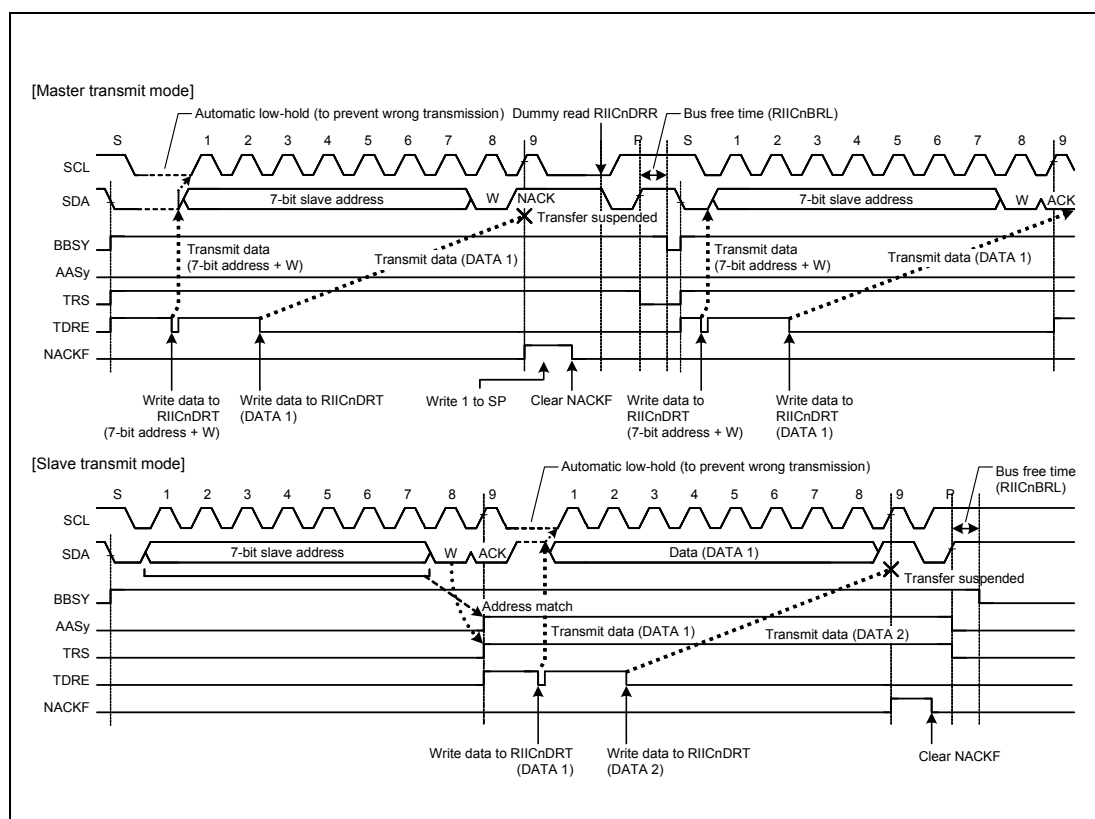 [Master transmit mode]
Automatic low-hold (to prevent wrong transmission) Dummy read RIICnDRR Bus free time (RIICnBRL)
S 1 2 3 4 5 6 7 8 9 P S 1 2 3 4 5 6 7 8 9
SCL
SDA 7-bit slave address W NACK 7-bit slave address W ACK
Transfer suspended
BBSY
Transmit data
(7-bit address + W)
Transmit data (DATA 1)
Transmit data
(7-bit address + W)
Transmit data (DATA 1)
AASy
TRS
TDRE
NACKF
Write data to
RIICnDRT
(7-bit address + W)
Write data to RIICnDRT
(DATA 1)
Write 1 to SP
Clear NACKF
Write data to
RIICnDRT
(7-bit address + W)
Write data to
RIICnDRT
(DATA 1)
[Slave transmit mode]
Automatic low-hold (to prevent wrong transmission)
Bus free time
(RIICnBRL)
S 1 2 3 4 5 6 7 8 9 1 2 3 4 5 6 7 8 9 P
SCL
SDA 7-bit slave address W ACK Data (DATA 1)
Transfer suspended
BBSY
Address match
AASy
Transmit data (DATA 1)
Transmit data (DATA 2)
TRS
TDRE
NACKF
Write data to RIICnDRT
(DATA 1)
Write data to RIICnDRT
(DATA 2)
Clear NACKF